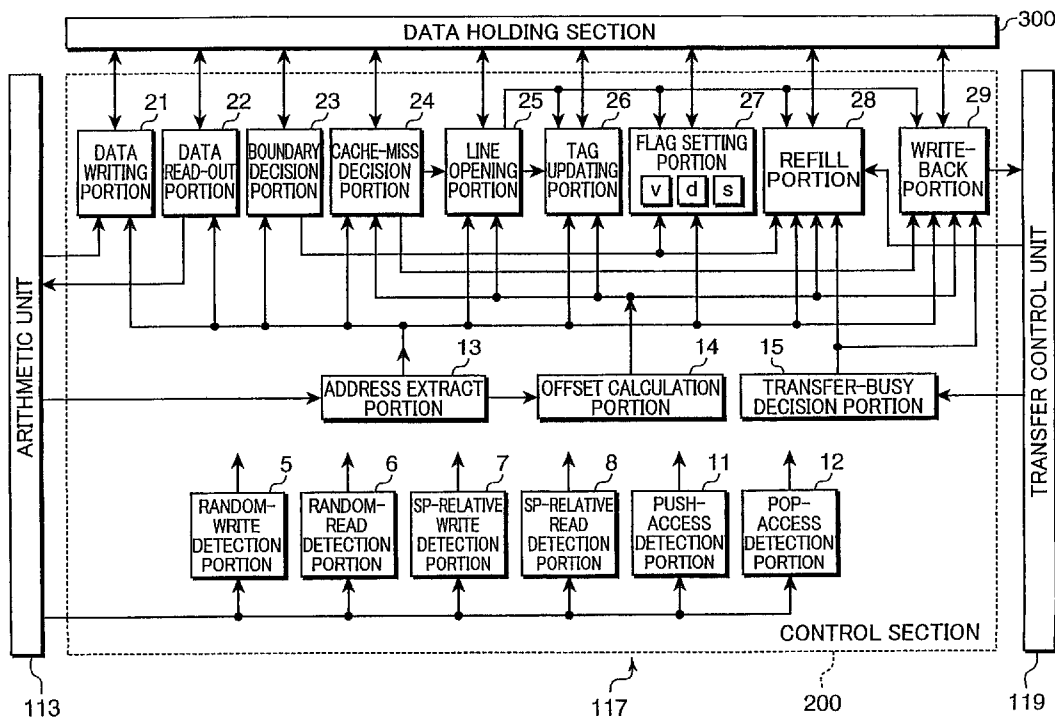 300
DATA HOLDING SECTION
21
22
23
24
25
26
27
28
29
DATA
WRITING
PORTION
DATA
READ-OUT
PORTION
BOUNDARY
DECISION
PORTION
CACHE-MISS
DECISION
PORTION
LINE
OPENING
PORTION
TAG
UPDATING
PORTION
FLAG SETTING
PORTION
v d s
REFILL
PORTION
WRITE-
BACK
PORTION
ARITHMETIC UNIT
TRANSFER CONTROL UNIT
13
14
15
ADDRESS EXTRACT
PORTION
OFFSET CALCULATION
PORTION
TRANSFER-BUSY
DECISION PORTION
5
6
7
8
11
12
RANDOM-
WRITE
DETECTION
PORTION
RANDOM-
READ
DETECTION
PORTION
SP-RELATIVE
WRITE
DETECTION
PORTION
SP-RELATIVE
READ
DETECTION
PORTION
PUSH-
ACCESS
DETECTION
PORTION
POP-
ACCESS
DETECTION
PORTION
CONTROL SECTION
113
117
200
119